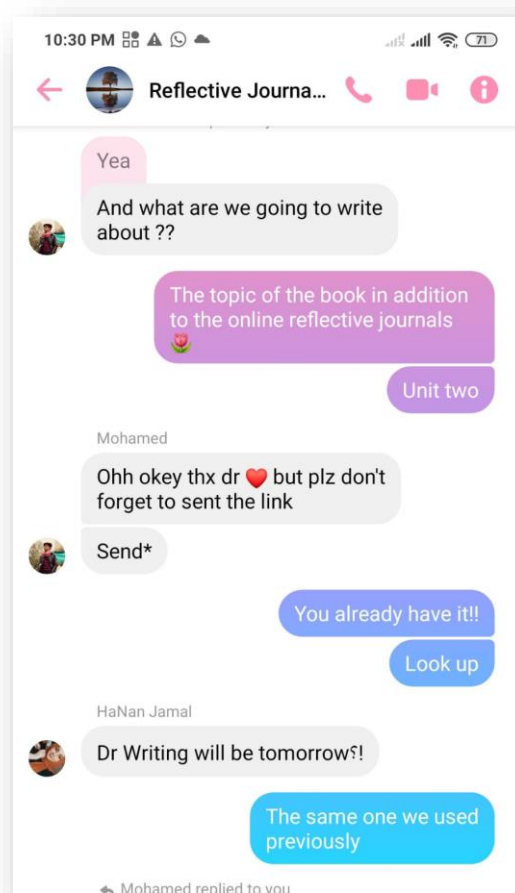 10:30 PM
71
Reflective Journa...
Yea
And what are we going to write
about ??
The topic of the book in addition
to the online reflective journals
🌷
Unit two
Mohamed
Ohh okey thx dr ❤️ but plz don't
forget to sent the link
Send*
You already have it!!
Look up
HaNan Jamal
Dr Writing will be tomorrow؟!
The same one we used
previously
Mohamed replied to you